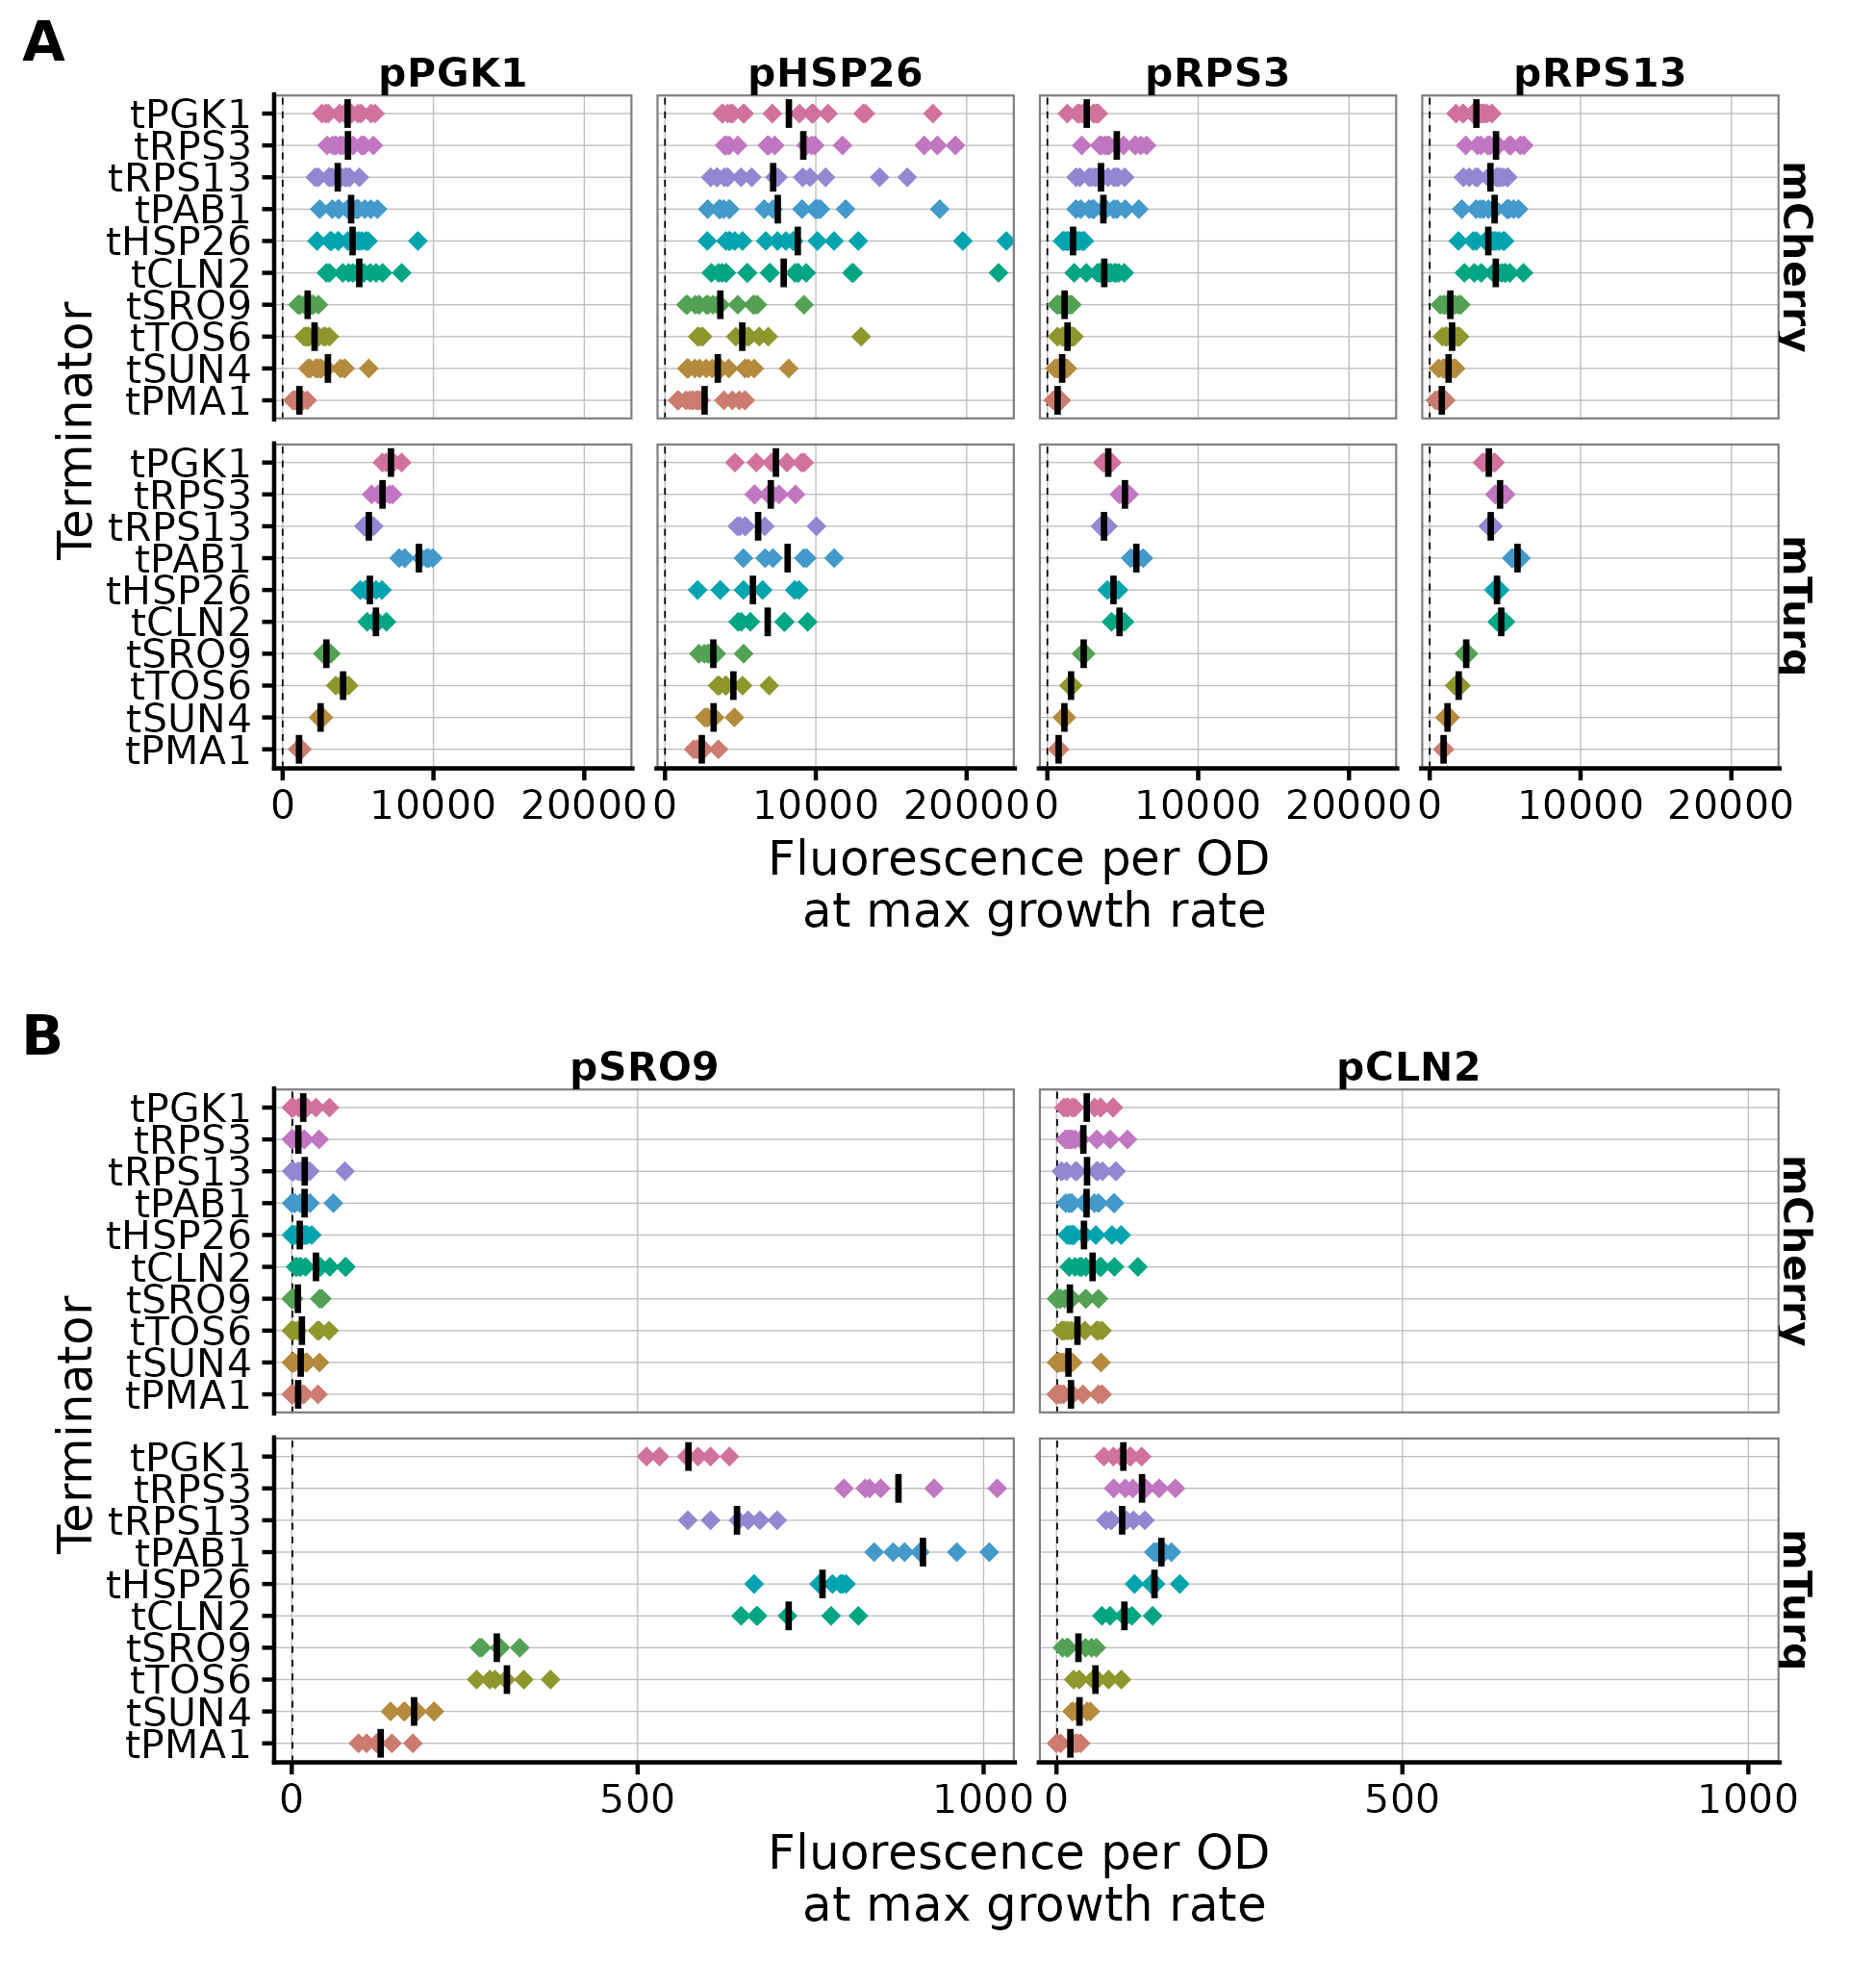 A
pPGK1 pHSP26 pRPS3 pRPS13
Terminator
tPGK1
tRPS3
tRPS13
tPAB1
tHSP26
tCLN2
tSRO9
tTOS6
tSUN4
tPMA1
mCherry
tPGK1
tRPS3
tRPS13
tPAB1
tHSP26
tCLN2
tSRO9
tTOS6
tSUN4
tPMA1
mTurq
0 10000 20000 0 10000 20000 0 10000 20000 0 10000 20000
Fluorescence per OD
at max growth rate
B
pSRO9 pCLN2
Terminator
tPGK1
tRPS3
tRPS13
tPAB1
tHSP26
tCLN2
tSRO9
tTOS6
tSUN4
tPMA1
mCherry
tPGK1
tRPS3
tRPS13
tPAB1
tHSP26
tCLN2
tSRO9
tTOS6
tSUN4
tPMA1
mTurq
0 500 1000 0 500 1000
Fluorescence per OD
at max growth rate